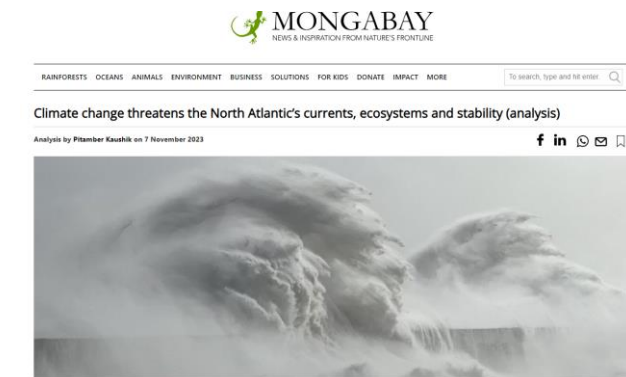 MONGABAY
NEWS & INSPIRATION FROM NATURE'S FRONTLINE
RAINFORESTS OCEANS ANIMALS ENVIRONMENT BUSINESS SOLUTIONS FOR KIDS DONATE IMPACT MORE
To search, type and hit enter
Climate change threatens the North Atlantic's currents, ecosystems and stability (analysis)
Analysis by Pitamber Kaushik on 7 November 2023